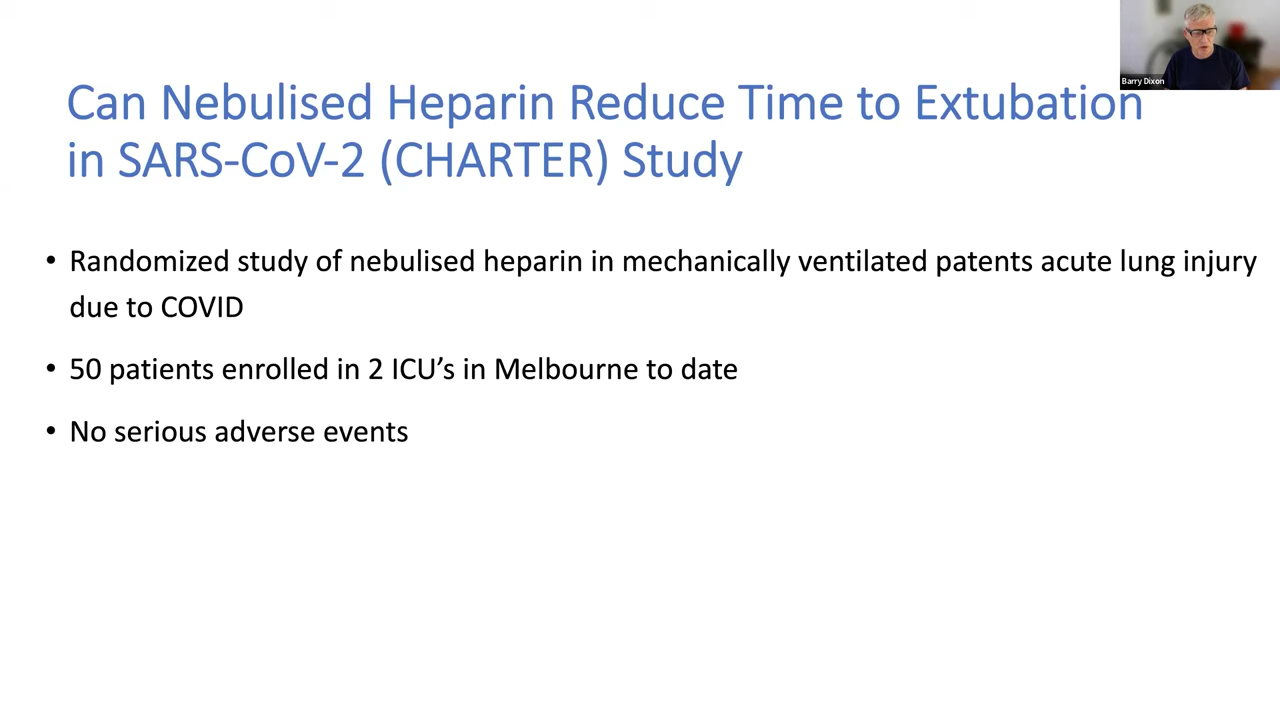 Barry Dixon
Can Nebulised Heparin Reduce Time to Extubation
in SARS-CoV-2 (CHARTER) Study
• Randomized study of nebulised heparin in mechanically ventilated patents acute lung injury
due to COVID
• 50 patients enrolled in 2 ICU’s in Melbourne to date
• No serious adverse events